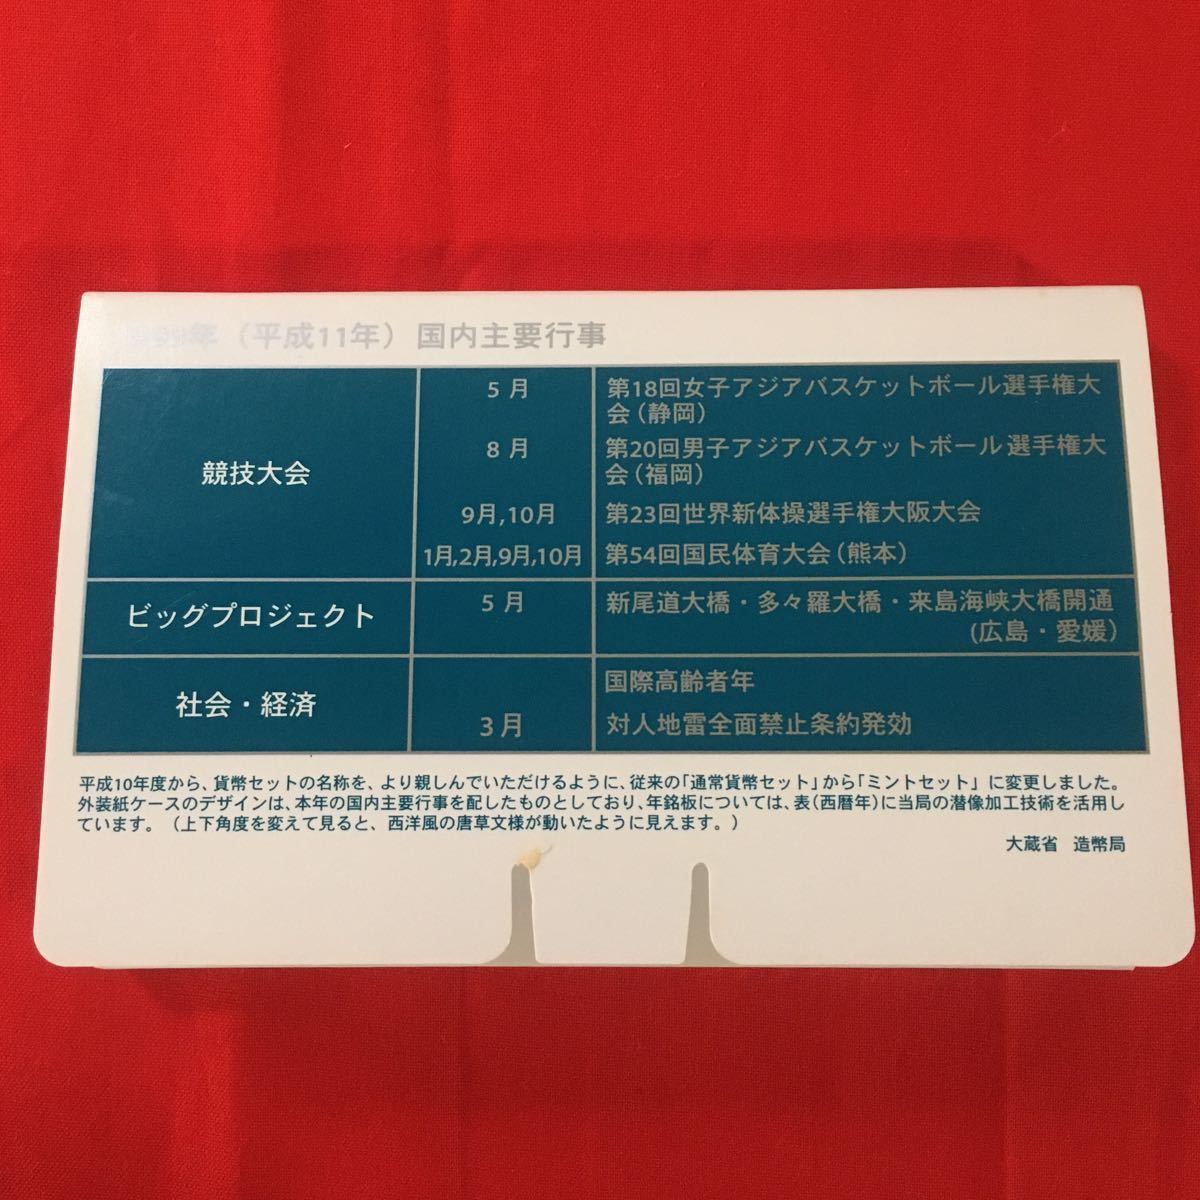 1999年（平成11年）国内主要行事
競技大会
5月
第18回女子アジアバスケットボール選手権大
会（静岡）
8月
第20回男子アジアバスケットボール選手権大
会（福岡）
9月,10月
第23回世界新体操選手権大阪大会
1月,2月,9月,10月
第54回国民体育大会（熊本）
ビッグプロジェクト
5月
新尾道大橋・多々羅大橋・来島海峡大橋開通
(広島・愛媛）
社会・経済
国際高齢者年
3月
対人地雷全面禁止条約発効
平成10年度から、貨幣セットの名称を、より親しんでいただけるように、従来の「通常貨幣セット」から「ミントセット」に変更しました。
外装紙ケースのデザインは、本年の国内主要行事を配したものとしており、年銘板については、表（西暦年）に当局の潜像加工技術を活用し
ています。（上下角度を変えて見ると、西洋風の唐草文様が動いたように見えます。）
大蔵省 造幣局